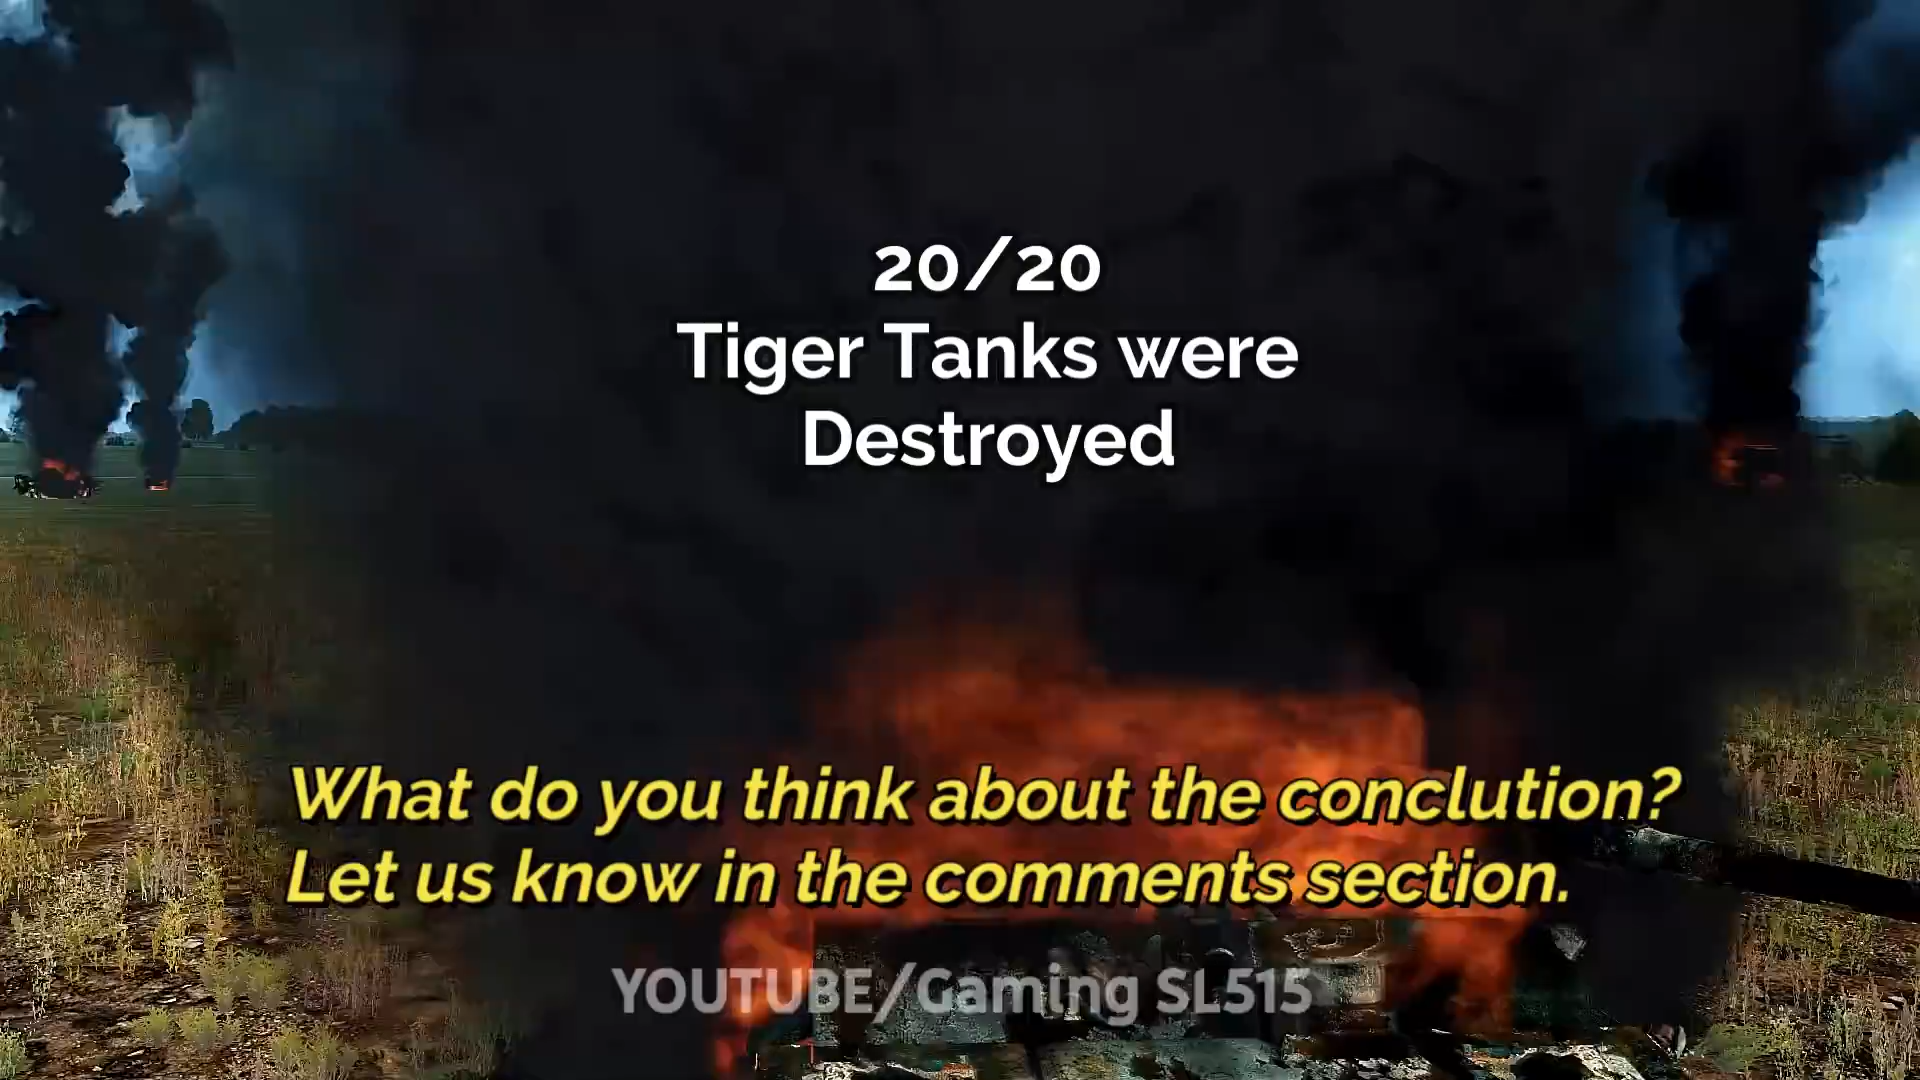 20/20
Tiger Tanks were
Destroyed
What do you think about the conclution?
Let us know in the comments section.
YOUTUBE/Gaming SL515